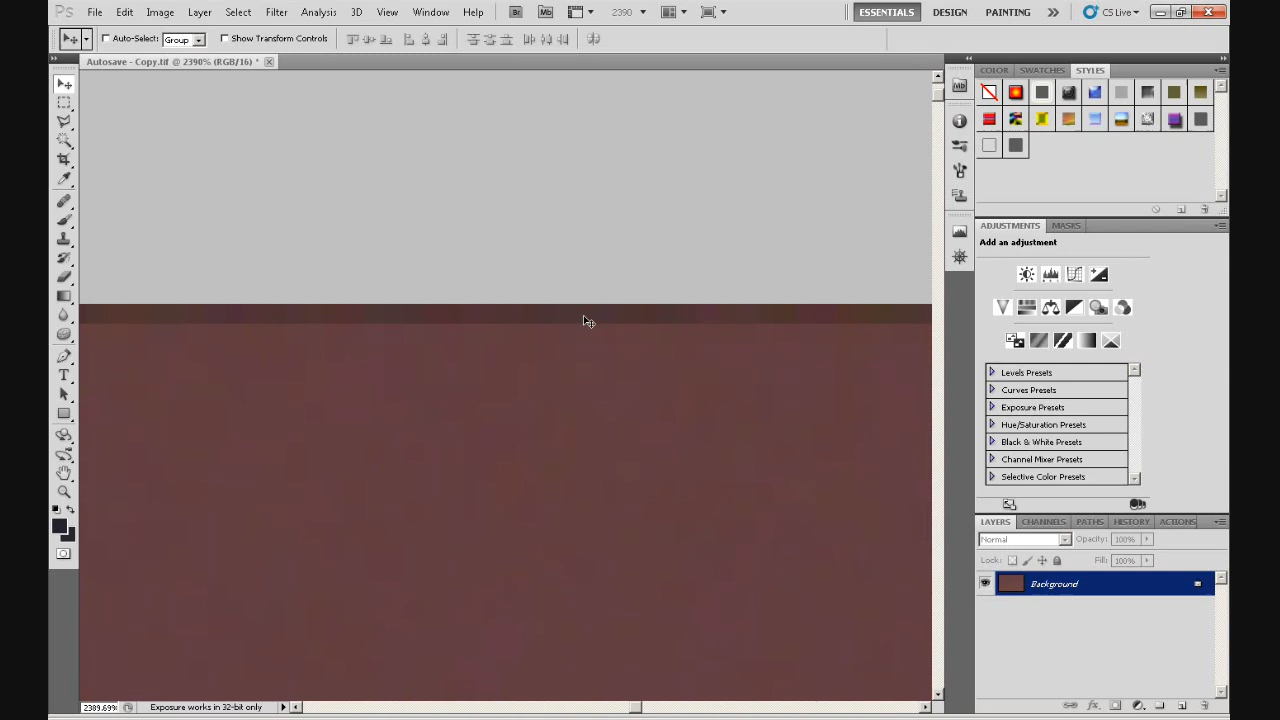 Ps File Edit Image Layer Select Filter Analysis 3D View Window Help Br Mb 2390 ESSENTIALS DESIGN PAINTING CS Live
Auto-Select: Group Show Transform Controls
Autosave - Copy.tif @ 2390% (RGB/16) *
COLOR SWATCHES STYLES
Mb
ADJUSTMENTS MASKS
Add an adjustment
Levels Presets
Curves Presets
Exposure Presets
Hue/Saturation Presets
Black & White Presets
Channel Mixer Presets
Selective Color Presets
LAYERS CHANNELS PATHS HISTORY ACTIONS
Normal Opacity: 100%
Lock: Fill: 100%
Background
2389.69% Exposure works in 32-bit only